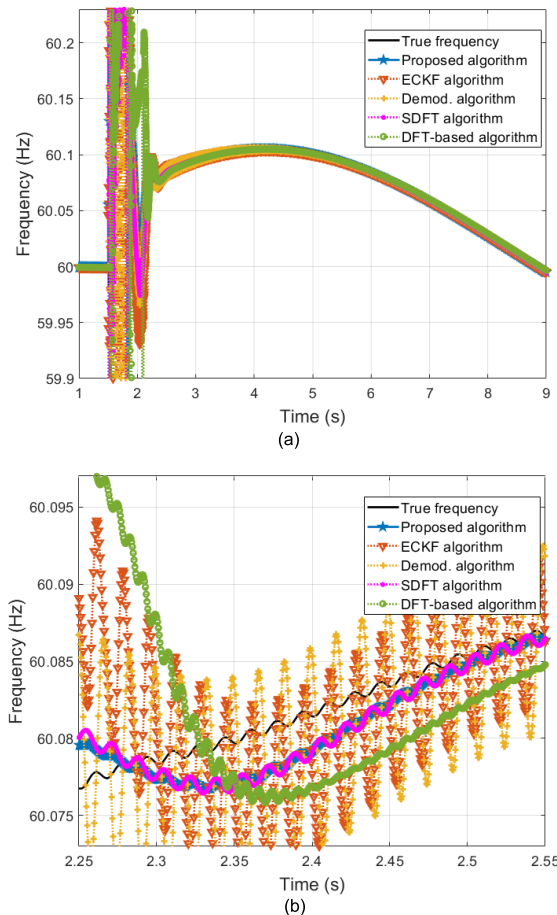 60.2
60.15
60.1
60.05
60
59.95
59.9
Frequency (Hz)
True frequency
Proposed algorithm
ECKF algorithm
Demod. algorithm
SDFT algorithm
DFT-based algorithm
1 2 3 4 5 6 7 8 9
Time (s)
(a)
60.095
60.09
60.085
60.08
60.075
Frequency (Hz)
True frequency
Proposed algorithm
ECKF algorithm
Demod. algorithm
SDFT algorithm
DFT-based algorithm
2.25 2.3 2.35 2.4 2.45 2.5 2.55
Time (s)
(b)